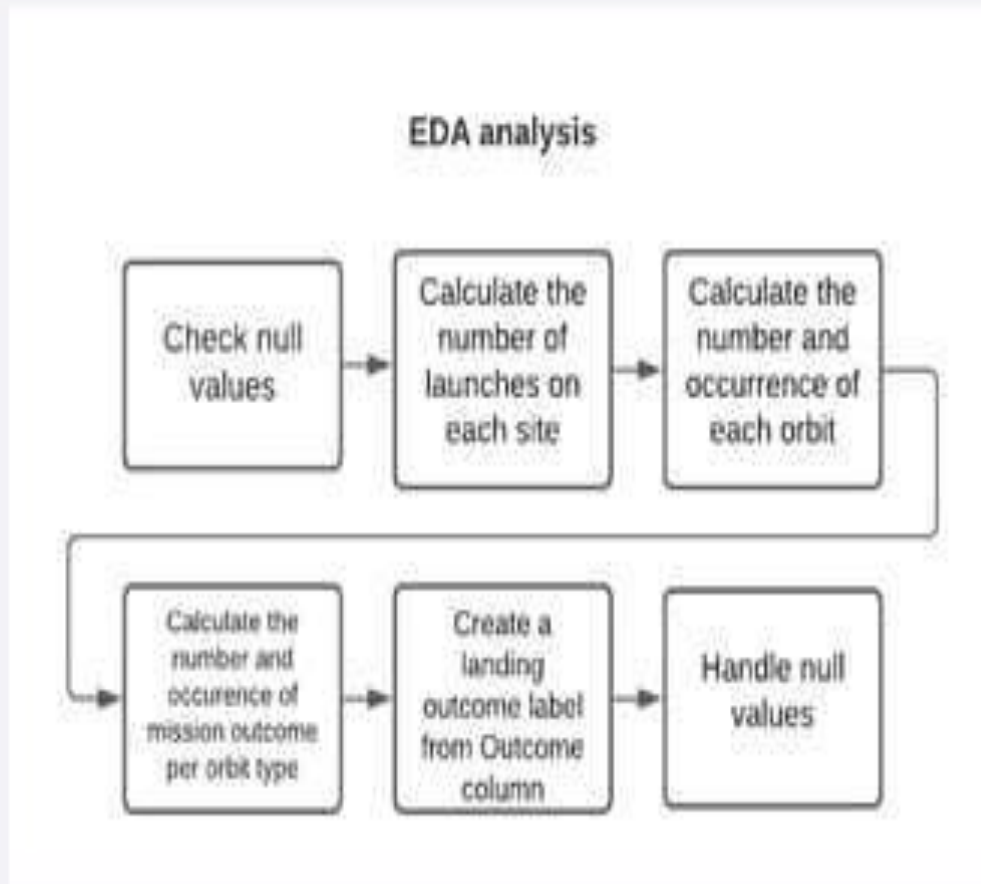 EDA analysis
Check null
values
Calculate the
number of
launches on
each site
Calculate the
number and
occurrence of
each orbit
Calculate the
number and
occurence of
mission outcome
per orbit type
Create a
landing
outcome label
from Outcome
column
Handle null
values